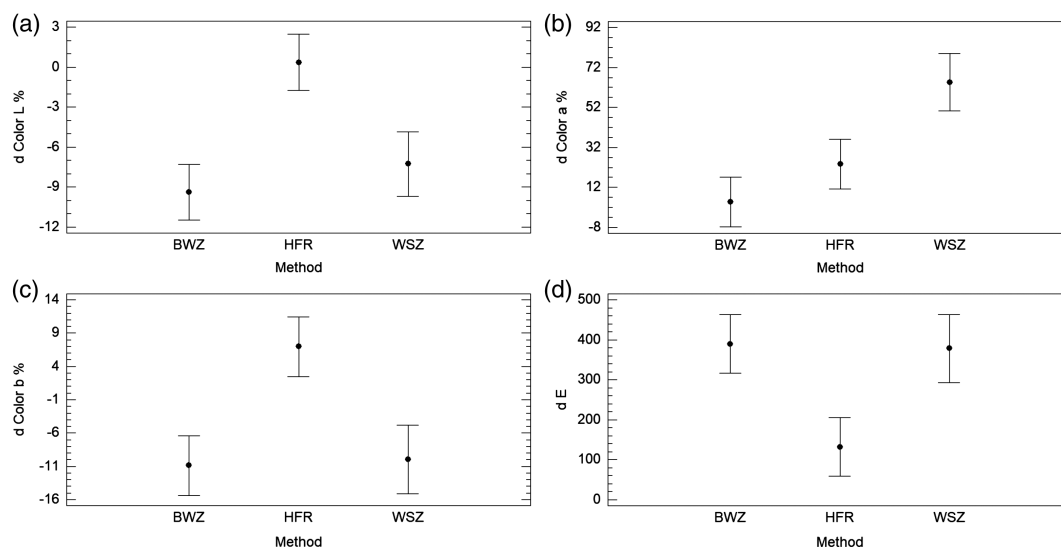 (a)
d Color L %
3
0
-3
-6
-9
-12
BWZ HFR WSZ
Method
(b)
d Color a %
92
72
52
32
12
-8
BWZ HFR WSZ
Method
(c)
d Color b %
14
9
4
-1
-6
-11
-16
BWZ HFR WSZ
Method
(d)
d E
500
400
300
200
100
0
BWZ HFR WSZ
Method